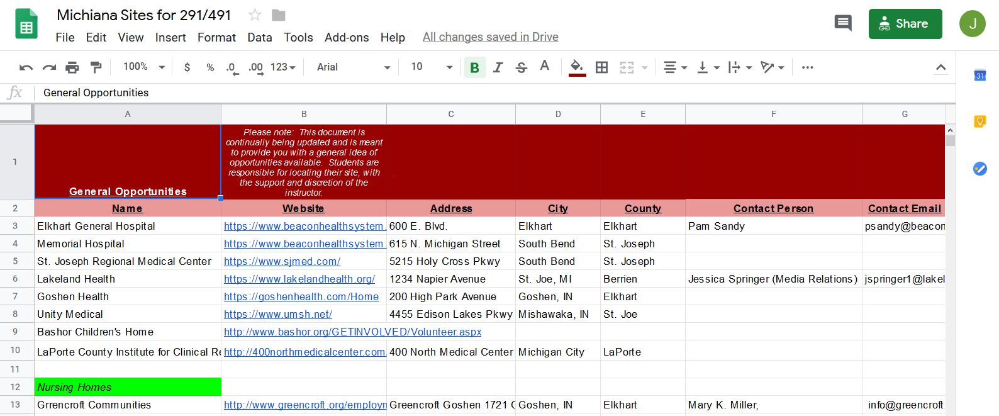 Michiana Sites for 291/491
File Edit View Insert Format Data Tools Add-ons Help All changes saved in Drive
Share
J
100% $ % .0 .00 123 Arial 10 B I S A
31
fx General Opportunities
A B C D E F G
1
General Opportunities
Please note: This document is
continually being updated and is meant
to provide you with a general idea of
opportunities available. Students are
responsible for locating their site, with
the support and discretion of the
instructor.
2 Name Website Address City County Contact Person Contact Email
3 Elkhart General Hospital https://www.beaconhealthsystem. 600 E. Blvd. Elkhart Elkhart Pam Sandy psandy@beacon
4 Memorial Hospital https://www.beaconhealthsystem. 615 N. Michigan Street South Bend St. Joseph
5 St. Joseph Regional Medical Center https://www.sjmed.com/ 5215 Holy Cross Pkwy South Bend St. Joseph
6 Lakeland Health https://www.lakelandhealth.org/ 1234 Napier Avenue St. Joe, MI Berrien Jessica Springer (Media Relations) jspringer1@lakel
7 Goshen Health https://goshenhealth.com/Home 200 High Park Avenue Goshen, IN Elkhart
8 Unity Medical https://www.umsh.net/ 4455 Edison Lakes Pkwy Mishawaka, IN St. Joe
9 Bashor Children's Home http://www.bashor.org/GETINVOLVED/Volunteer.aspx
10 LaPorte County Institute for Clinical Re http://400northmedicalcenter.com. 400 North Medical Center Michigan City LaPorte
11
12 Nursing Homes
13 Grrencroft Communities http://www.greencroft.org/employn Greencroft Goshen 1721 G Goshen, IN Elkhart Mary K. Miller, info@greencroft.